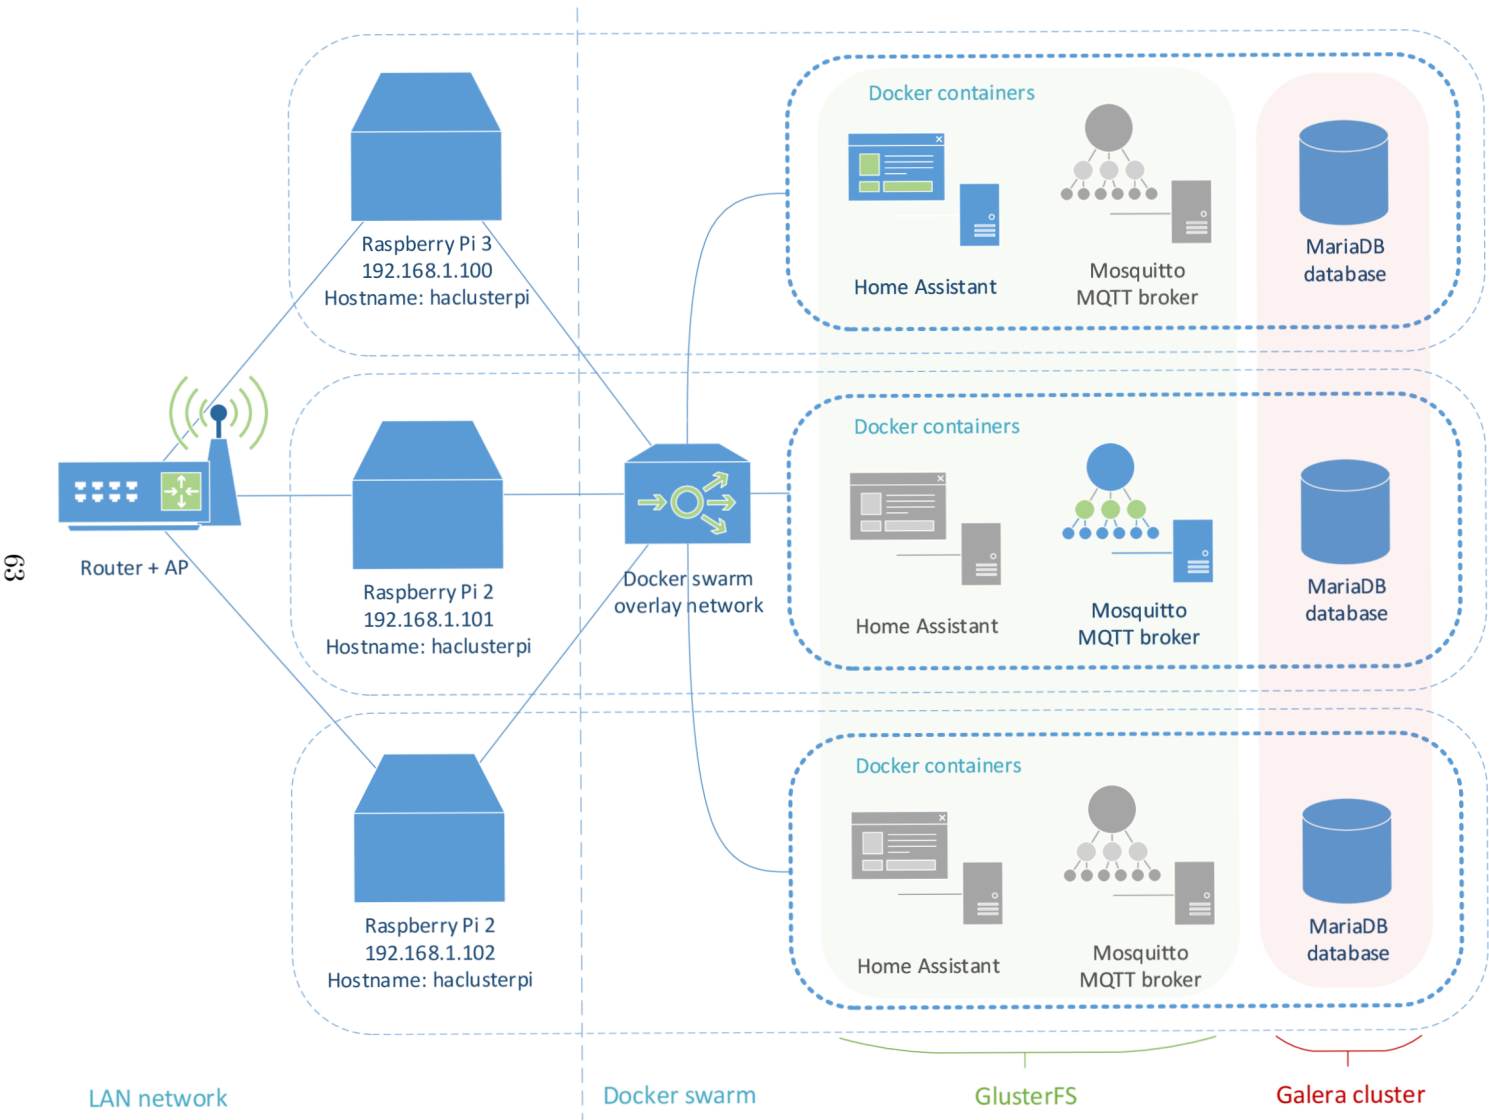 Docker containers
Raspberry Pi 3
192.168.1.100
Hostname: haclusterpi
Home Assistant
Mosquitto
MQTT broker
MariaDB
database
Router + AP
Raspberry Pi 2
192.168.1.101
Hostname: haclusterpi
Docker swarm
overlay network
Docker containers
Home Assistant
Mosquitto
MQTT broker
MariaDB
database
63
Raspberry Pi 2
192.168.1.102
Hostname: haclusterpi
Docker containers
Home Assistant
Mosquitto
MQTT broker
MariaDB
database
LAN network
Docker swarm
GlusterFS
Galera cluster